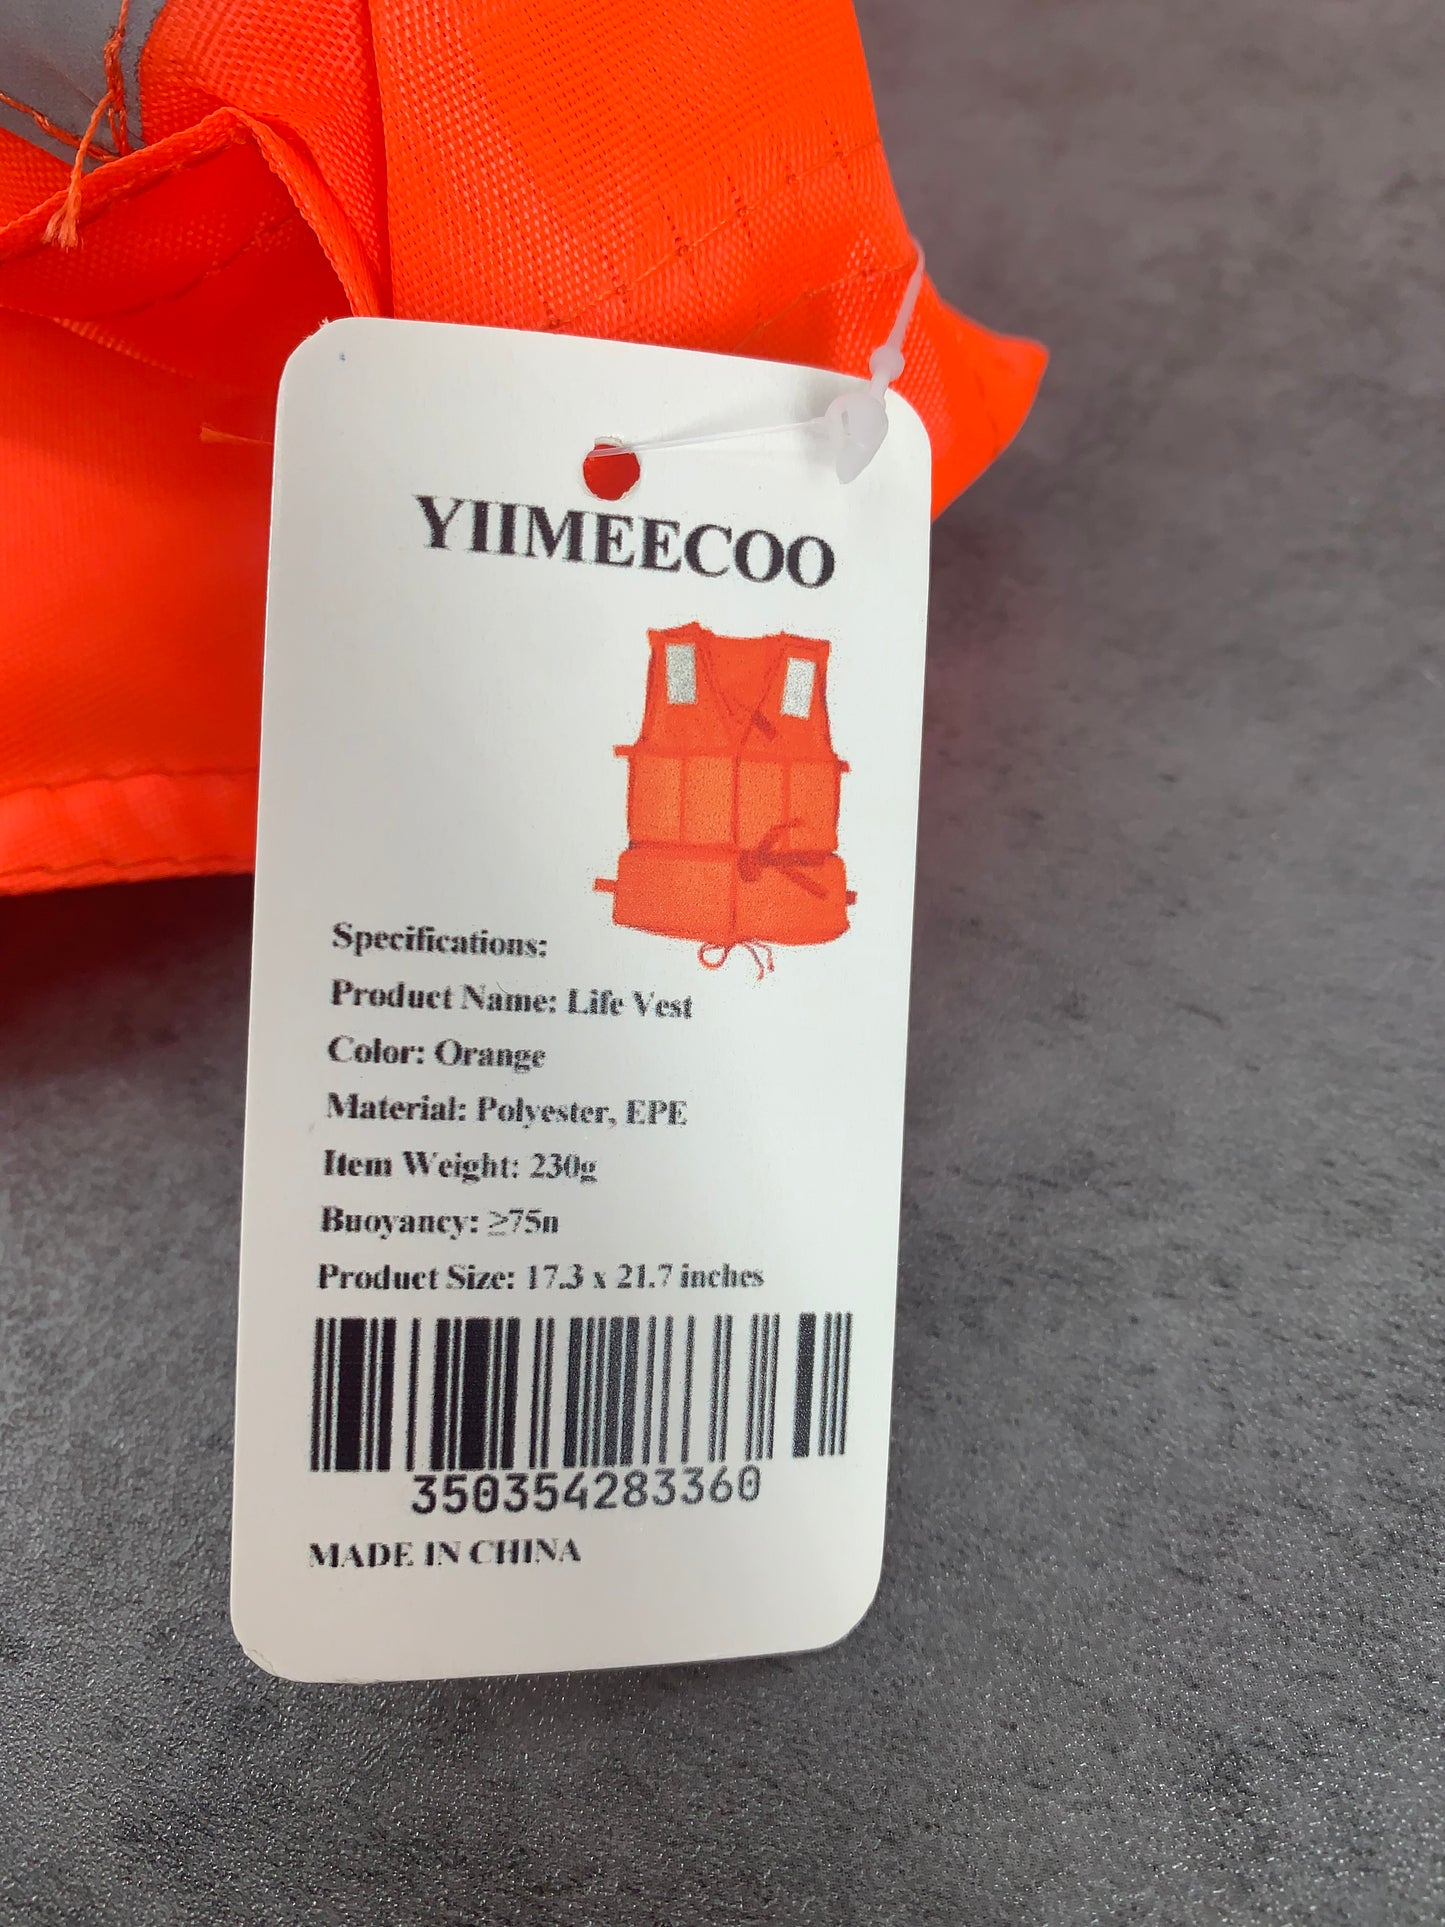 YIIMEECOO
Specifications:
Product Name: Life Vest
Color: Orange
Material: Polyester, EPE
Item Weight: 230g
Buoyancy: ≥75n
Product Size: 17.3 x 21.7 inches
350354283360
MADE IN CHINA